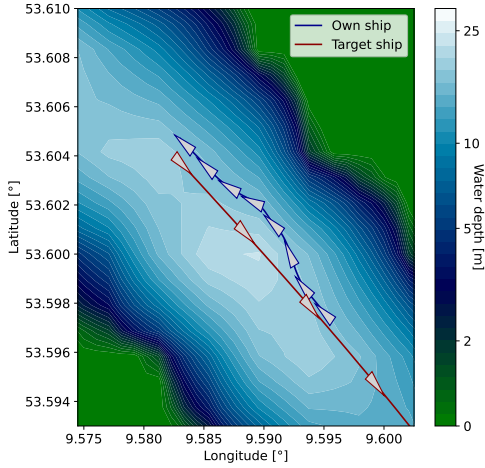 53.610
53.608
53.606
53.604
53.602
53.600
53.598
53.596
53.594
Latitude [°]
9.575 9.580 9.585 9.590 9.595 9.600
Longitude [°]
Own ship
Target ship
25
10
5
2
0
Water depth [m]